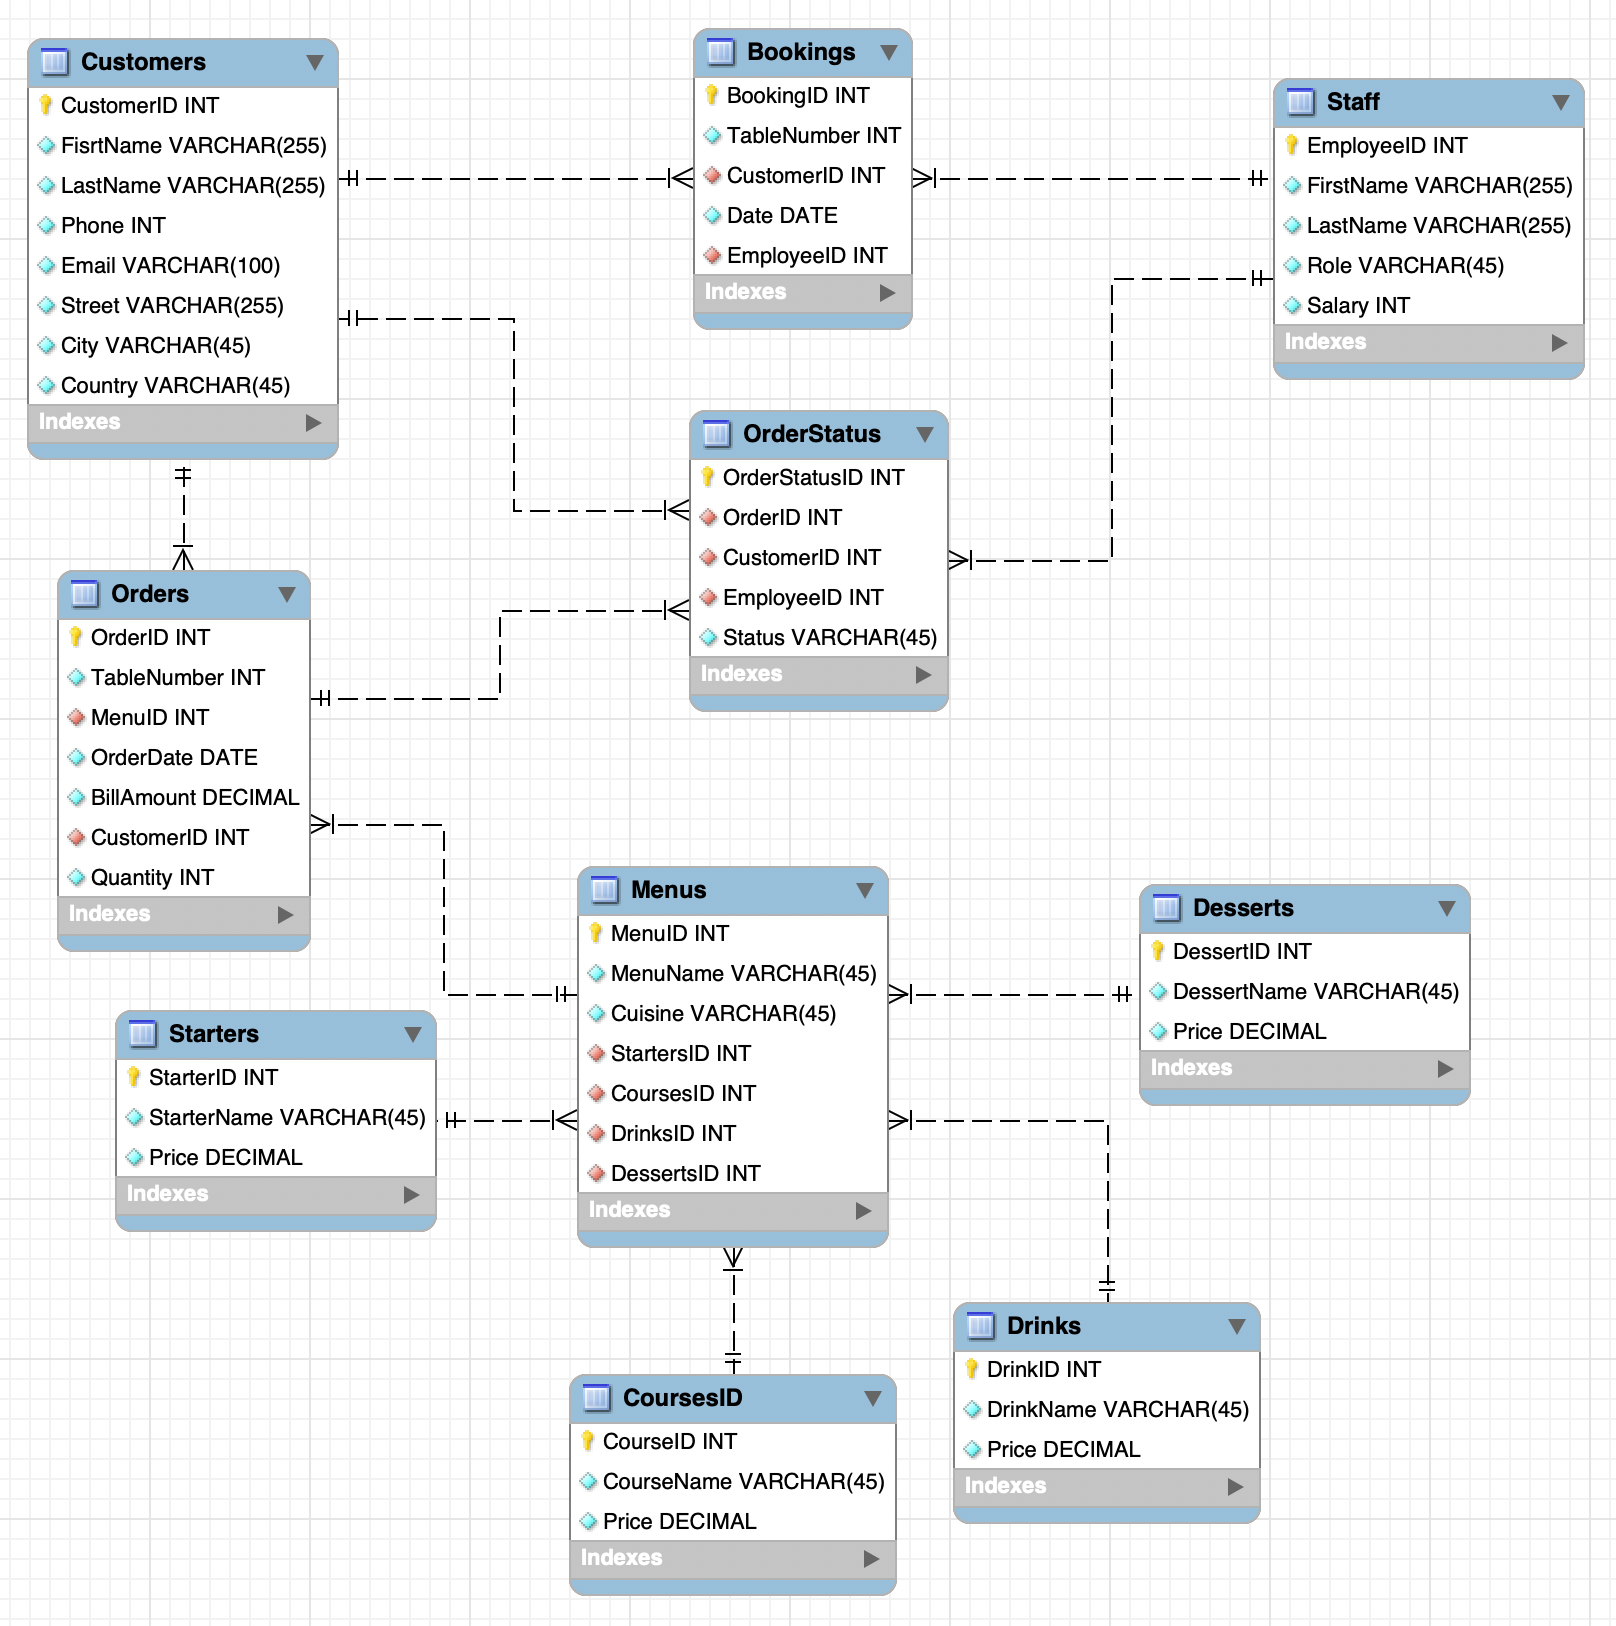 Customers
CustomerID INT
FisrtName VARCHAR(255)
LastName VARCHAR(255)
Phone INT
Email VARCHAR(100)
Street VARCHAR(255)
City VARCHAR(45)
Country VARCHAR(45)
Indexes
Bookings
BookingID INT
TableNumber INT
CustomerID INT
Date DATE
EmployeeID INT
Indexes
Staff
EmployeeID INT
FirstName VARCHAR(255)
LastName VARCHAR(255)
Role VARCHAR(45)
Salary INT
Indexes
OrderStatus
OrderStatusID INT
OrderID INT
CustomerID INT
EmployeeID INT
Status VARCHAR(45)
Indexes
Orders
OrderID INT
TableNumber INT
MenuID INT
OrderDate DATE
BillAmount DECIMAL
CustomerID INT
Quantity INT
Indexes
Menus
MenuID INT
MenuName VARCHAR(45)
Cuisine VARCHAR(45)
StartersID INT
CoursesID INT
DrinksID INT
DessertsID INT
Indexes
Desserts
DessertID INT
DessertName VARCHAR(45)
Price DECIMAL
Indexes
Starters
StarterID INT
StarterName VARCHAR(45)
Price DECIMAL
Indexes
Drinks
DrinkID INT
DrinkName VARCHAR(45)
Price DECIMAL
Indexes
CoursesID
CourseID INT
CourseName VARCHAR(45)
Price DECIMAL
Indexes